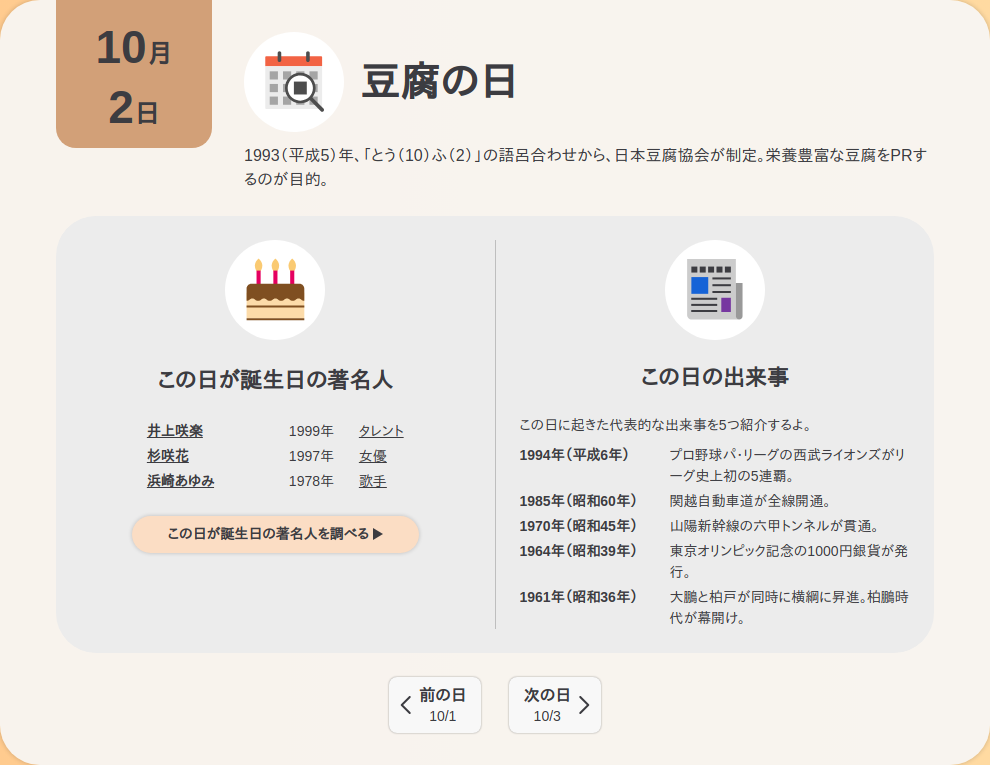 10月
2日
豆腐の日
1993（平成5）年、「とう（10）ふ（2）」の語呂合わせから、日本豆腐協会が制定。栄養豊富な豆腐をPRす
るのが目的。
この日が誕生日の著名人
井上咲楽 1999年 タレント
杉咲花 1997年 女優
浜崎あゆみ 1978年 歌手
この日が誕生日の著名人を調べる ▶
この日の出来事
この日に起きた代表的な出来事を5つ紹介するよ。
1994年（平成6年） プロ野球パ・リーグの西武ライオンズがリ
ーグ史上初の5連覇。
1985年（昭和60年） 関越自動車道が全線開通。
1970年（昭和45年） 山陽新幹線の六甲トンネルが貫通。
1964年（昭和39年） 東京オリンピック記念の1000円銀貨が発
行。
1961年（昭和36年） 大鵬と柏戸が同時に横綱に昇進。柏鵬時
代が幕開け。
前の日
10/1
次の日
10/3